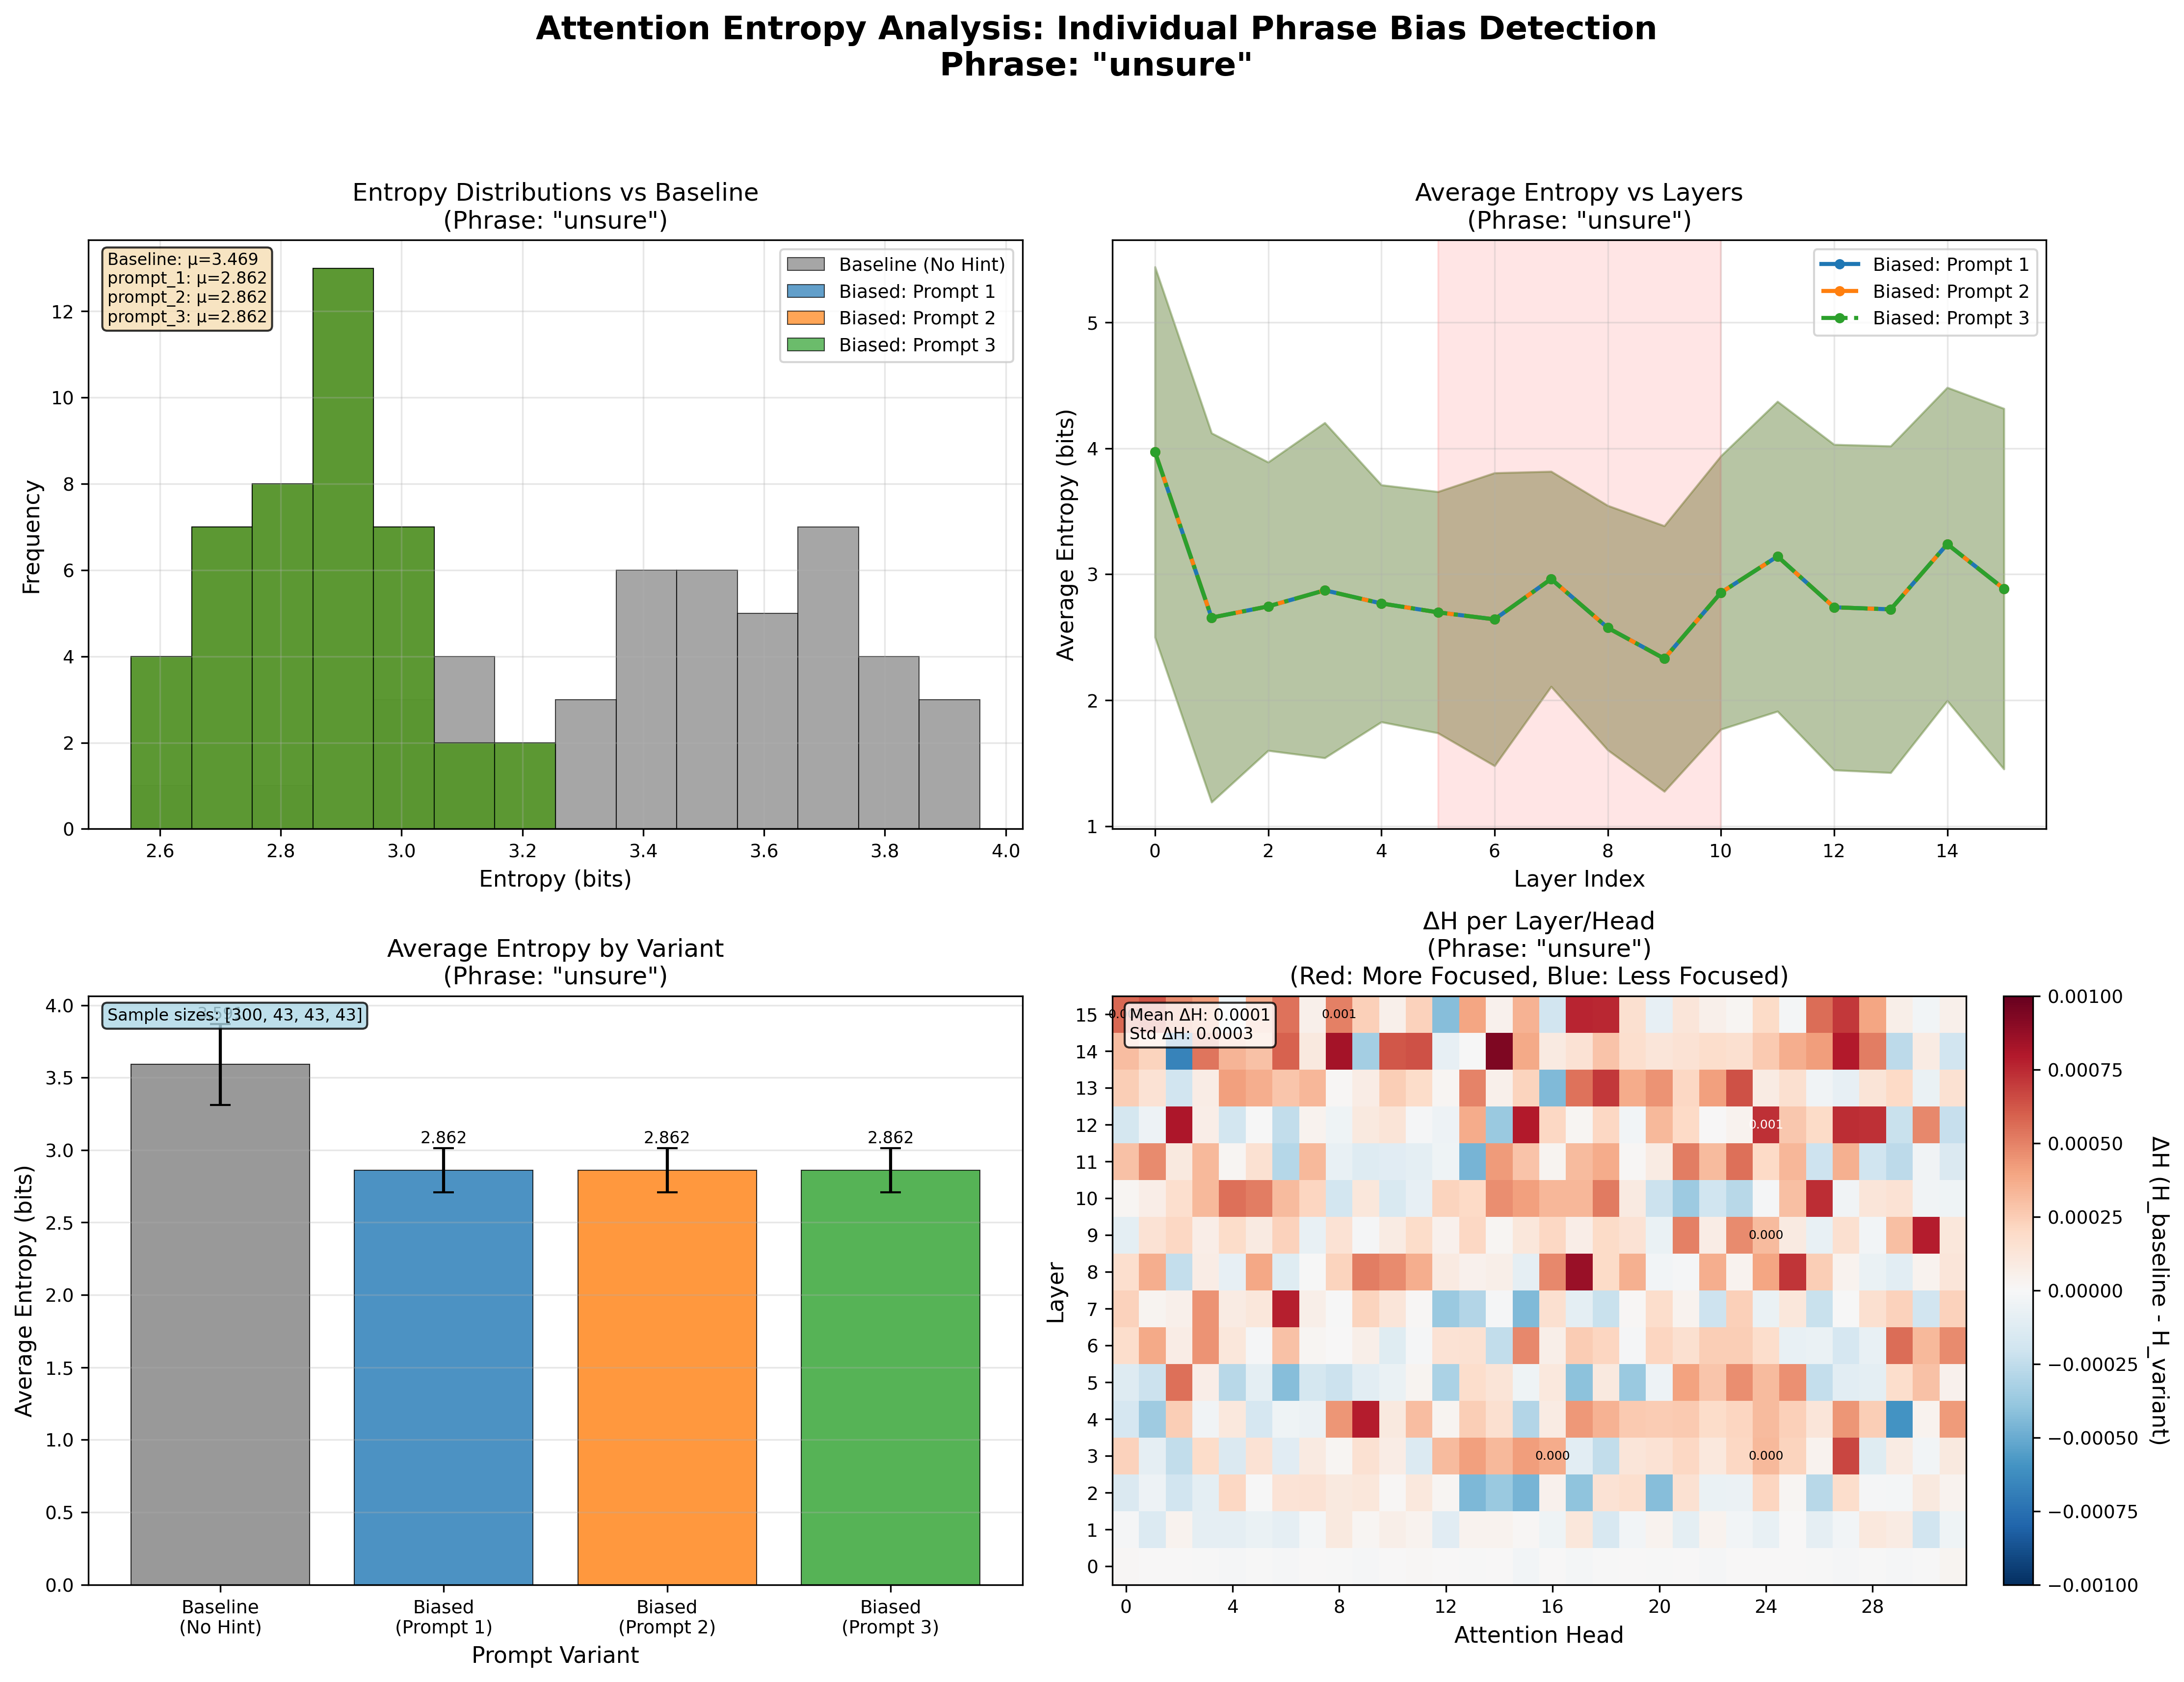 Attention Entropy Analysis: Individual Phrase Bias Detection
Phrase: "unsure"
Entropy Distributions vs Baseline
(Phrase: "unsure")
Baseline: μ=3.469
prompt_1: μ=2.862
prompt_2: μ=2.862
prompt_3: μ=2.862
Baseline (No Hint)
Biased: Prompt 1
Biased: Prompt 2
Biased: Prompt 3
Frequency
12
10
8
6
4
2
0
2.6
2.8
3.0
3.2
3.4
3.6
3.8
4.0
Entropy (bits)
Average Entropy vs Layers
(Phrase: "unsure")
Biased: Prompt 1
Biased: Prompt 2
Biased: Prompt 3
Average Entropy (bits)
5
4
3
2
1
0
2
4
6
8
10
12
14
Layer Index
Average Entropy by Variant
(Phrase: "unsure")
Sample sizes: [300, 43, 43, 43]
2.862
2.862
2.862
Average Entropy (bits)
4.0
3.5
3.0
2.5
2.0
1.5
1.0
0.5
0.0
Baseline
(No Hint)
Biased
(Prompt 1)
Biased
(Prompt 2)
Biased
(Prompt 3)
Prompt Variant
ΔH per Layer/Head
(Phrase: "unsure")
(Red: More Focused, Blue: Less Focused)
Mean ΔH: 0.0001
Std ΔH: 0.0003
0.001
0.001
0.000
0.000
0.000
Layer
15
14
13
12
11
10
9
8
7
6
5
4
3
2
1
0
0
4
8
12
16
20
24
28
Attention Head
0.00100
0.00075
0.00050
0.00025
0.00000
−0.00025
−0.00050
−0.00075
−0.00100
ΔH (H_baseline - H_variant)